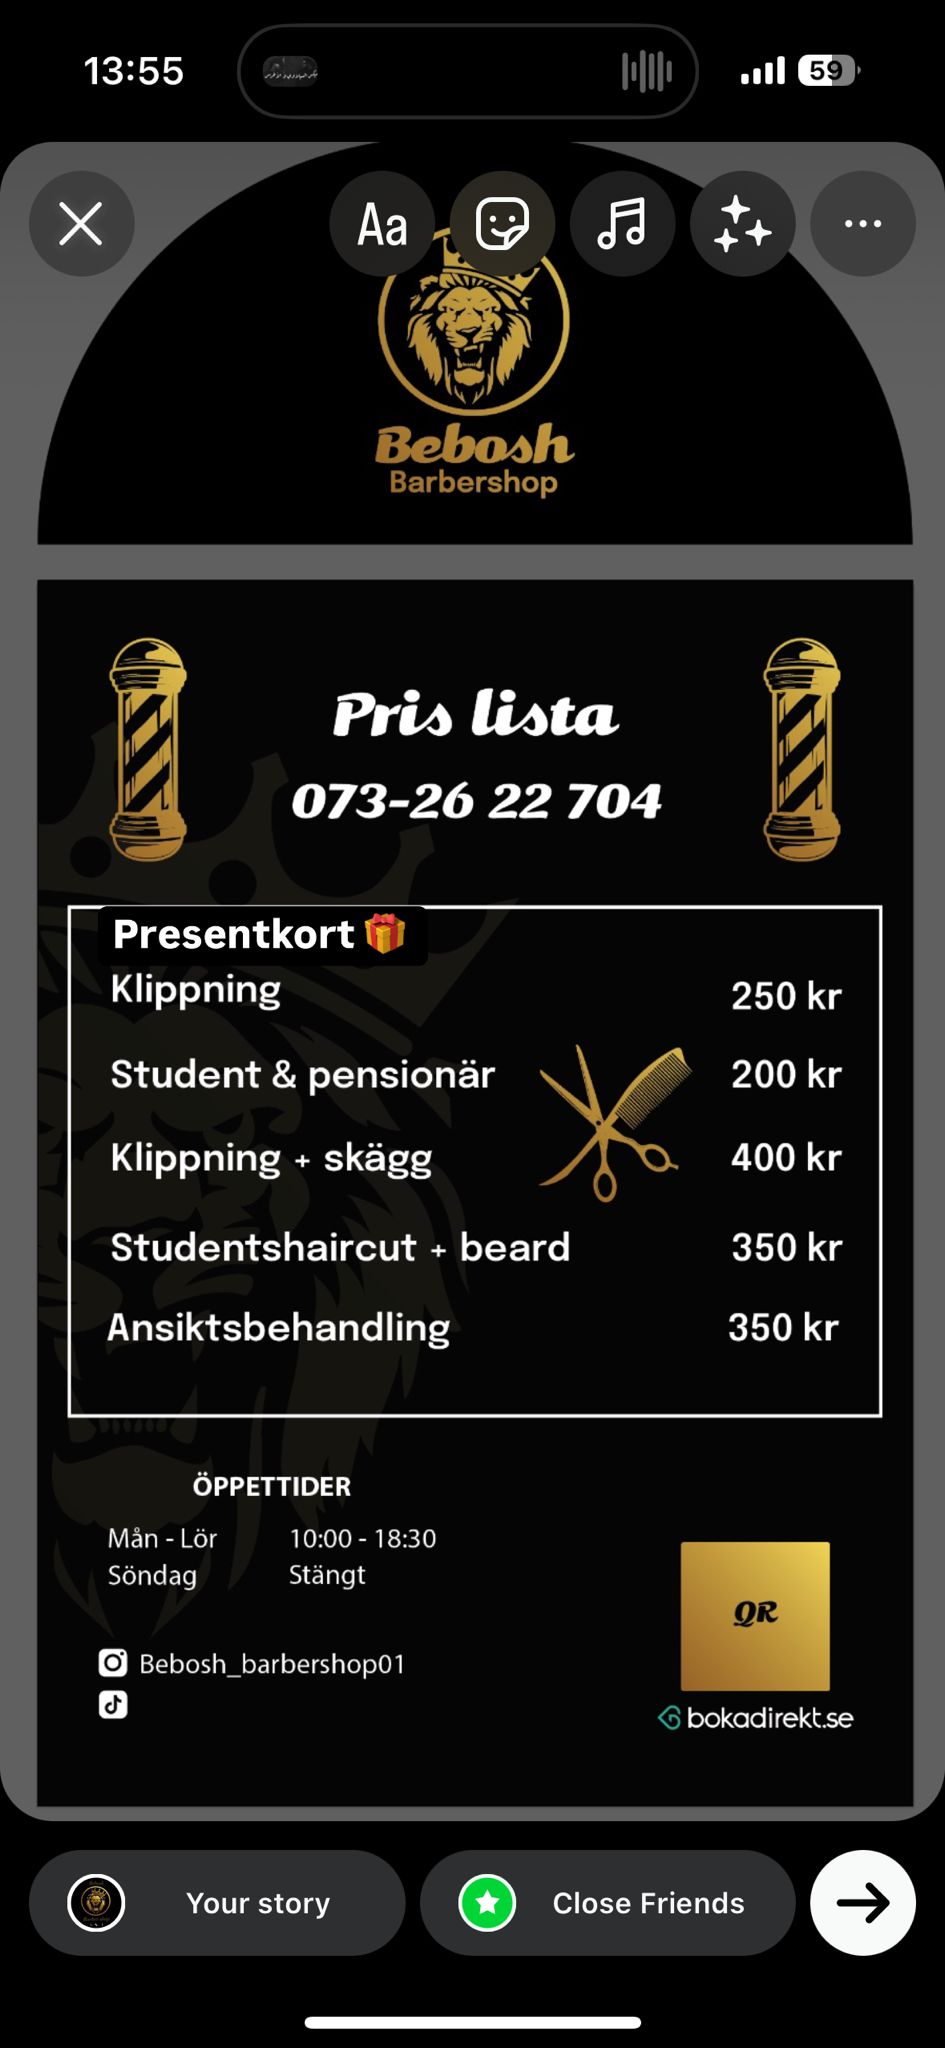 13:55
59
Aa
Bebosh
Barbershop
Pris lista
073-26 22 704
Presentkort 🎁
Klippning 250 kr
Student & pensionär 200 kr
Klippning + skägg 400 kr
Studentshaircut + beard 350 kr
Ansiktsbehandling 350 kr
ÖPPETTIDER
Mån - Lör 10:00 - 18:30
Söndag Stängt
QR
Bebosh_barbershop01
bokadirekt.se
Your story
Close Friends